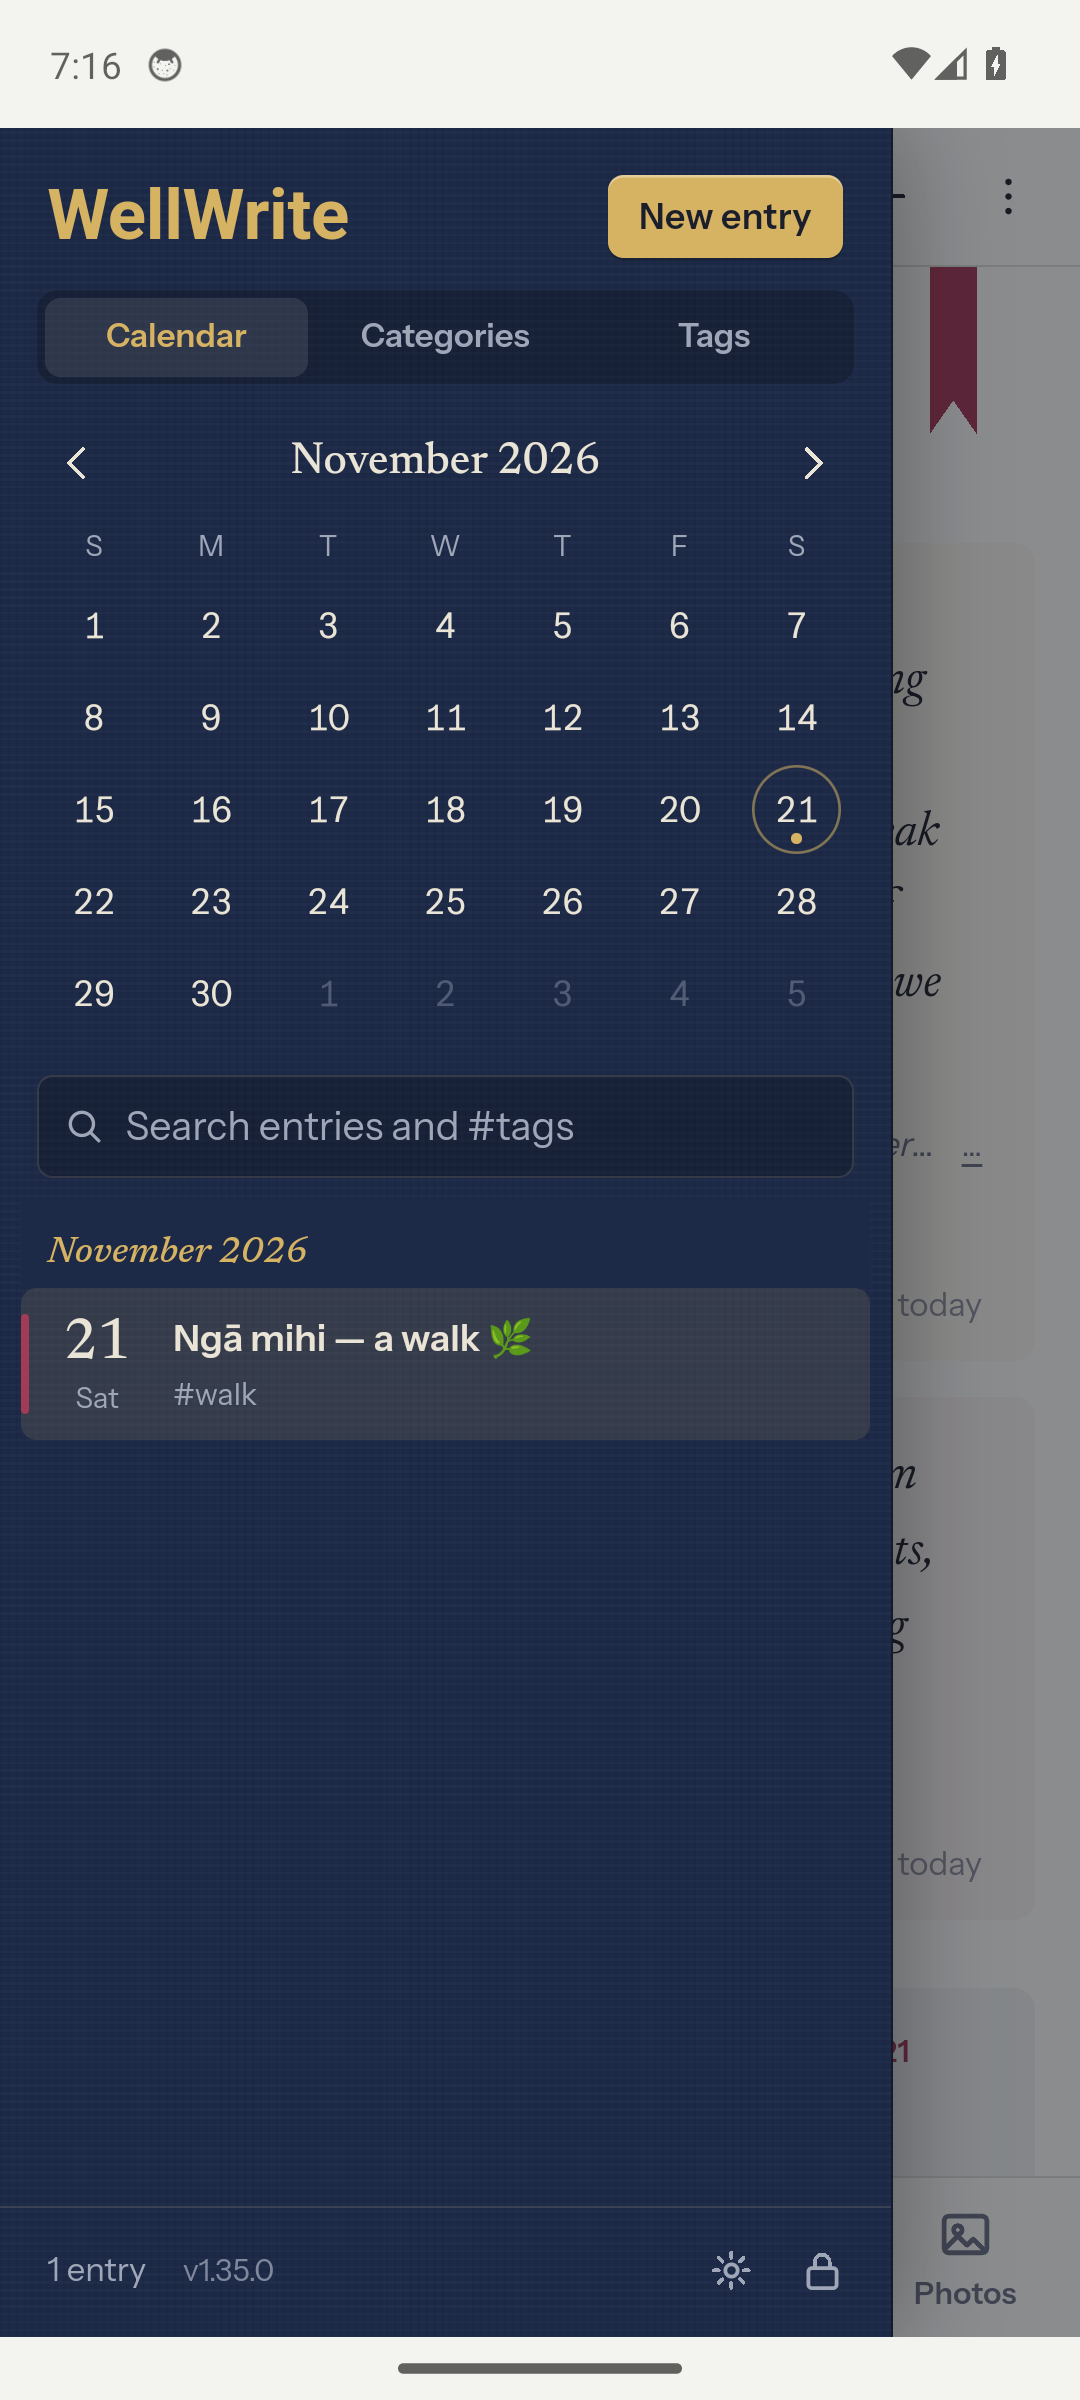 7:16
WellWrite
New entry
Calendar Categories Tags
November 2026
S M T W T F S
1 2 3 4 5 6 7
8 9 10 11 12 13 14
15 16 17 18 19 20 21
22 23 24 25 26 27 28
29 30 1 2 3 4 5
Search entries and #tags
November 2026
21 Ngā mihi — a walk 🌿
Sat #walk
today
today
1 entry v1.35.0
Photos